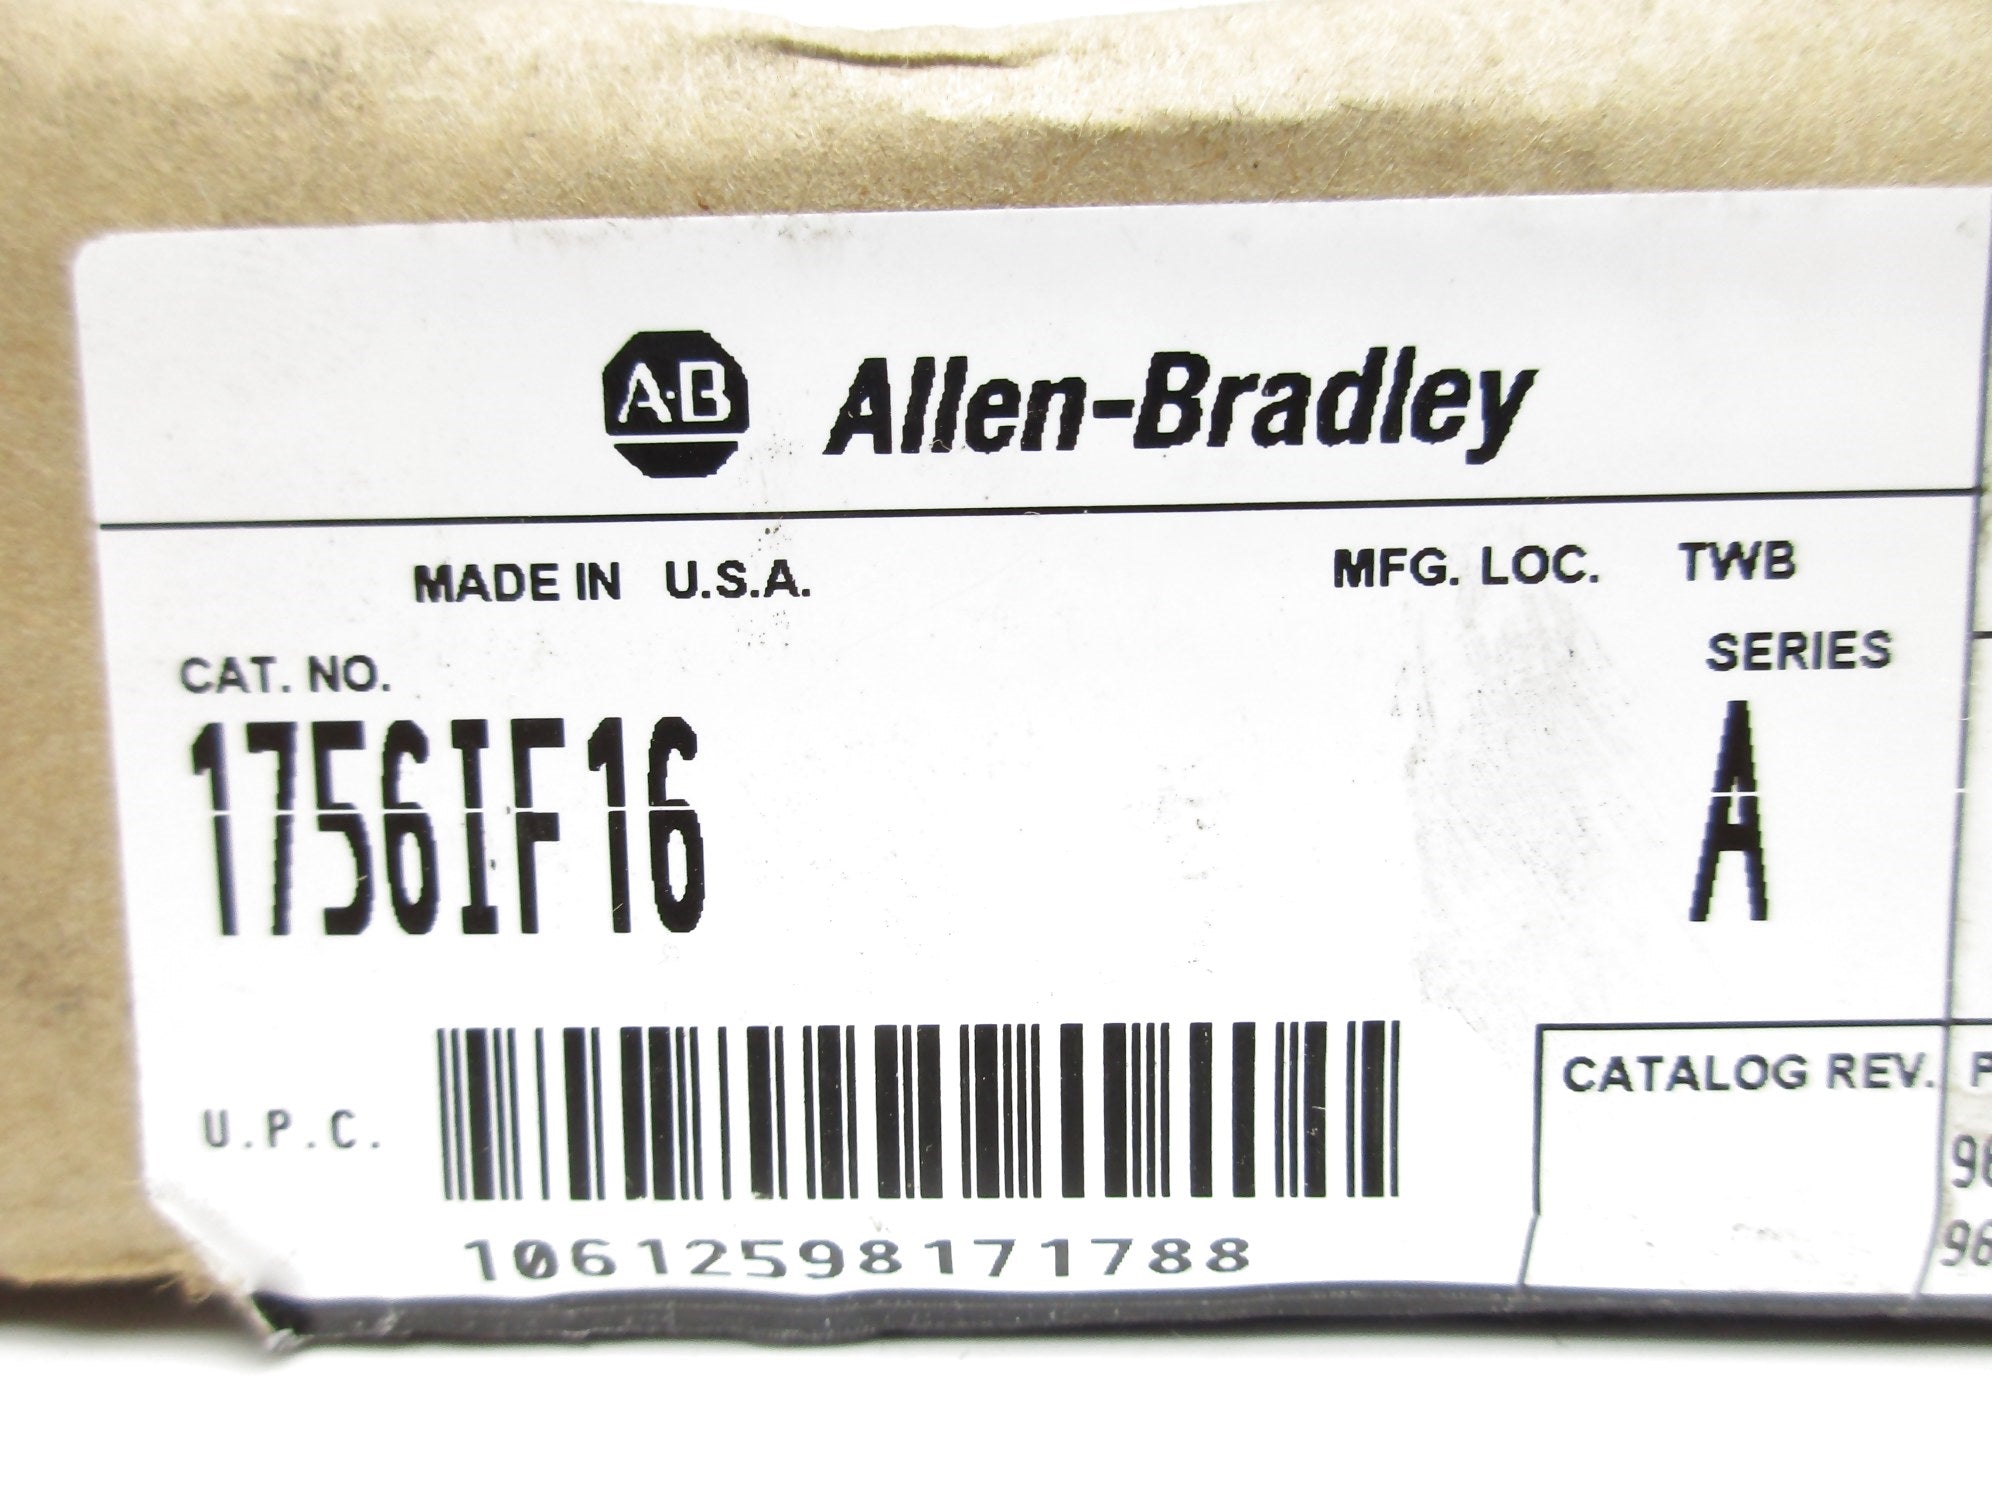 A·B Allen-Bradley
MADE IN U.S.A. MFG. LOC. TWB
CAT. NO. SERIES
1756IF16 A
CATALOG REV.
U.P.C.
10612598171788